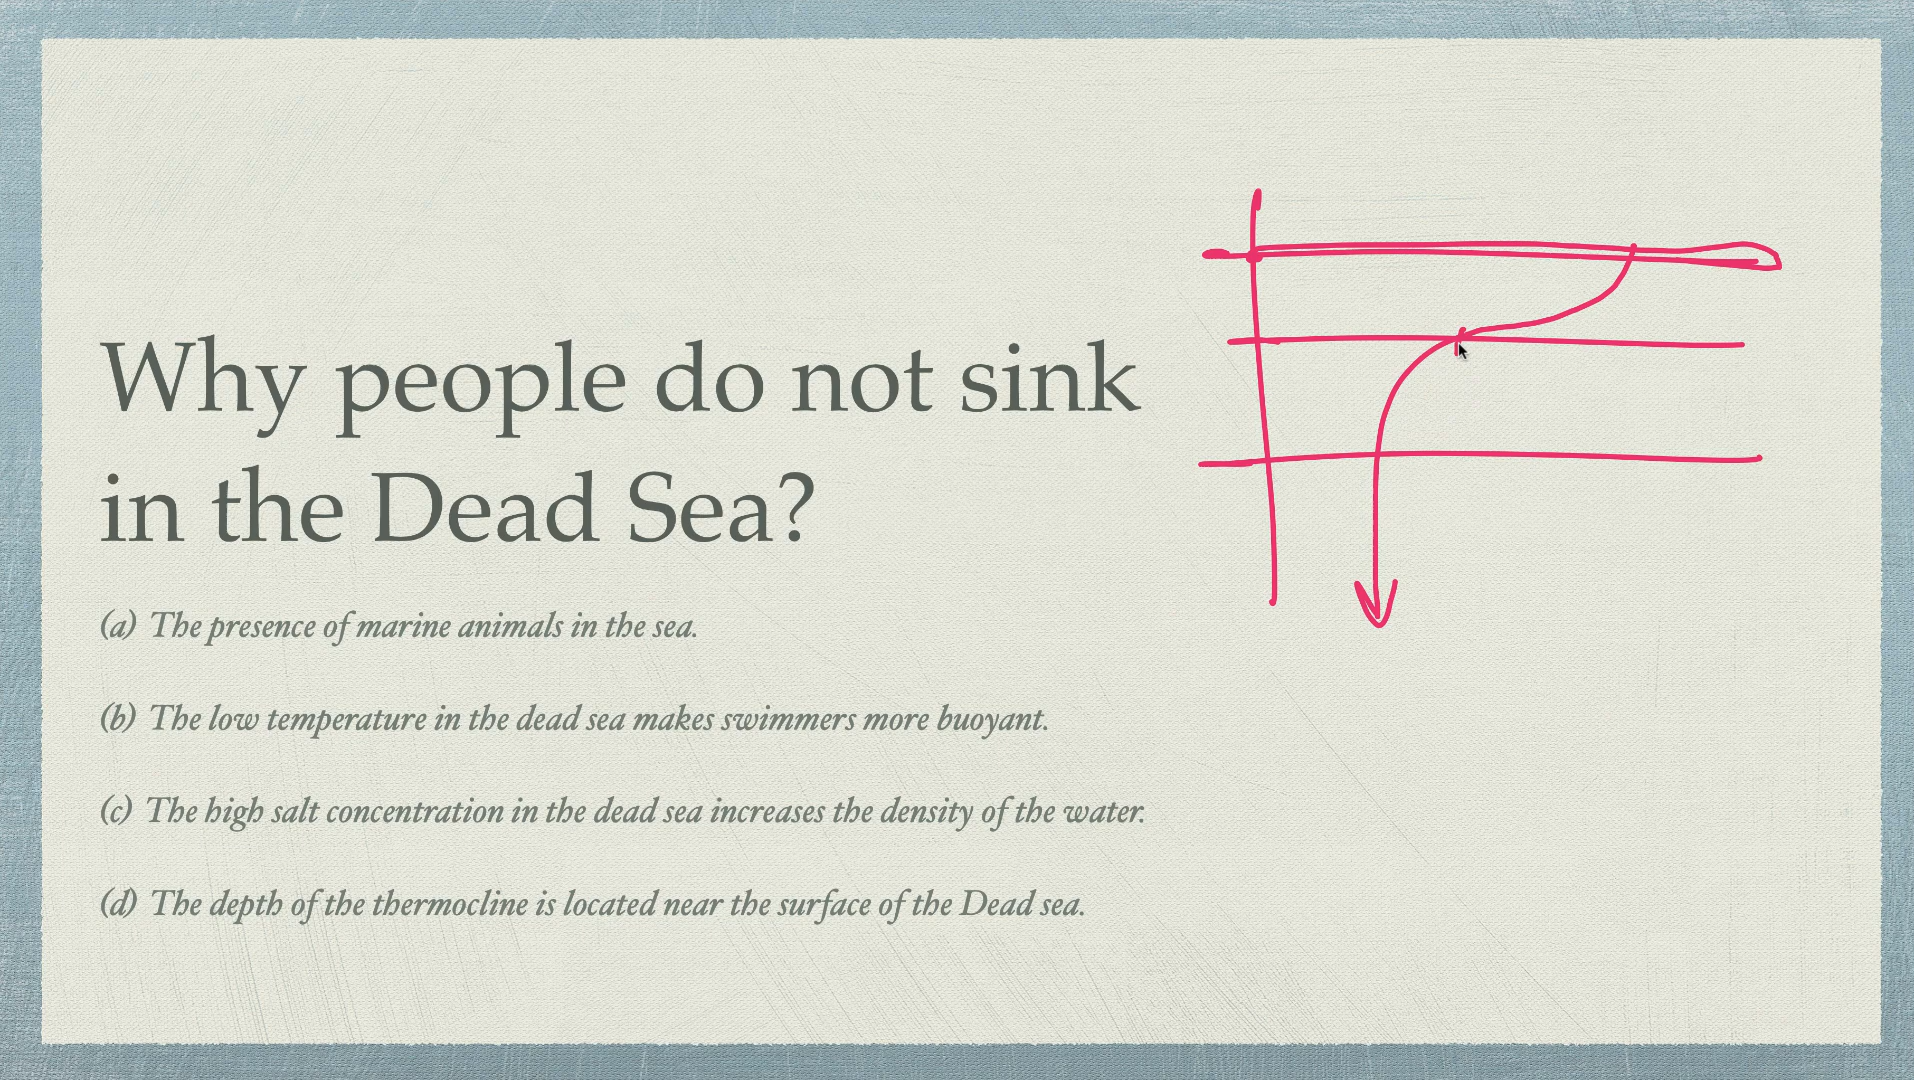 Why people do not sink
in the Dead Sea?
(a) The presence of marine animals in the sea.
(b) The low temperature in the dead sea makes swimmers more buoyant.
(c) The high salt concentration in the dead sea increases the density of the water.
(d) The depth of the thermocline is located near the surface of the Dead sea.